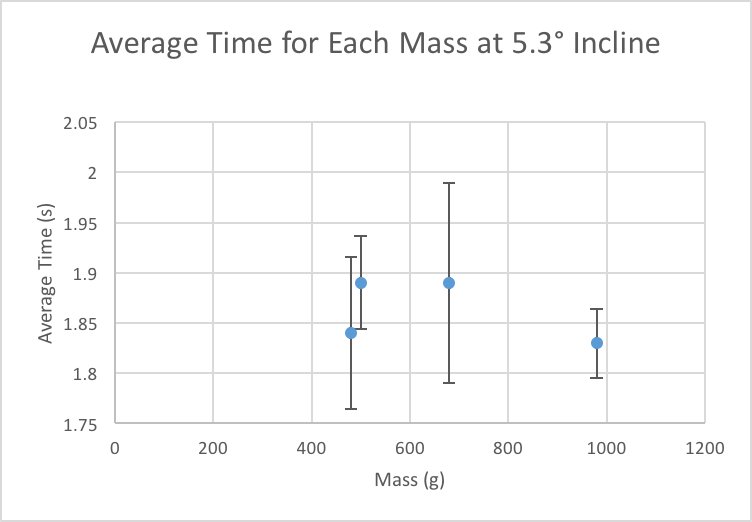 Average Time for Each Mass at 5.3° Incline
2.05
2
1.95
1.9
1.85
1.8
1.75
Average Time (s)
0 200 400 600 800 1000 1200
Mass (g)